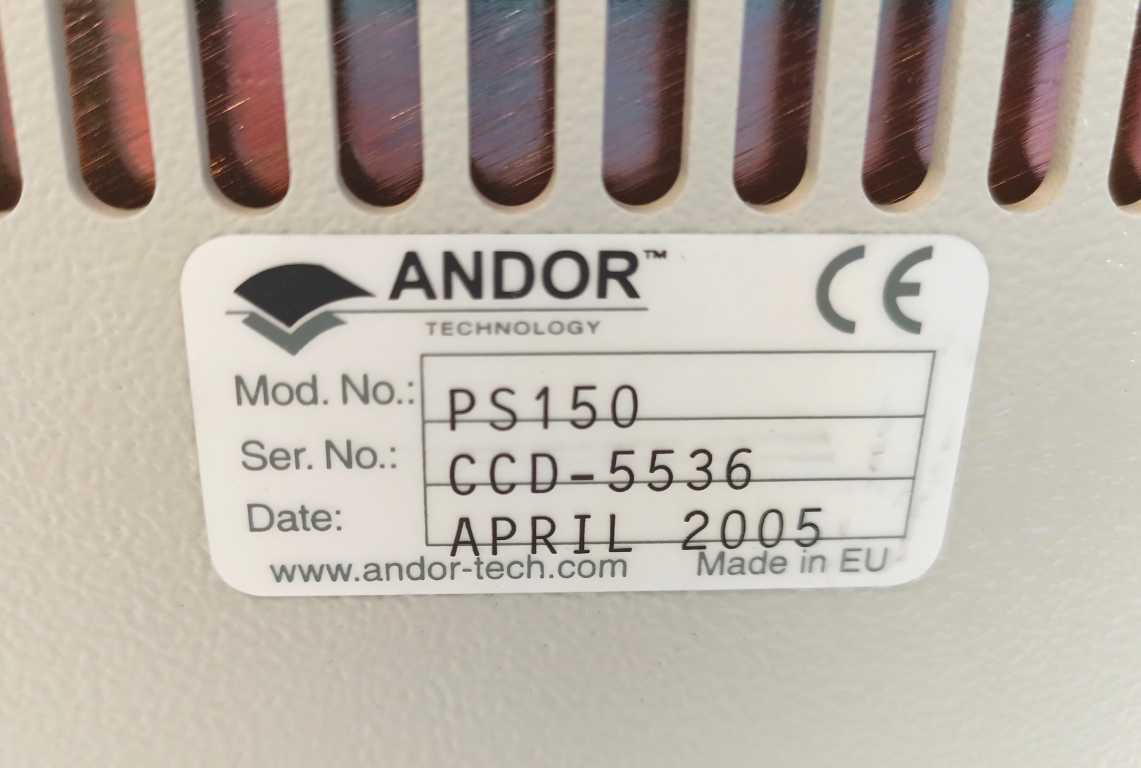 ANDOR™
TECHNOLOGY
CE
Mod. No.: PS150
Ser. No.: CCD-5536
Date: APRIL 2005
www.andor-tech.com Made in EU